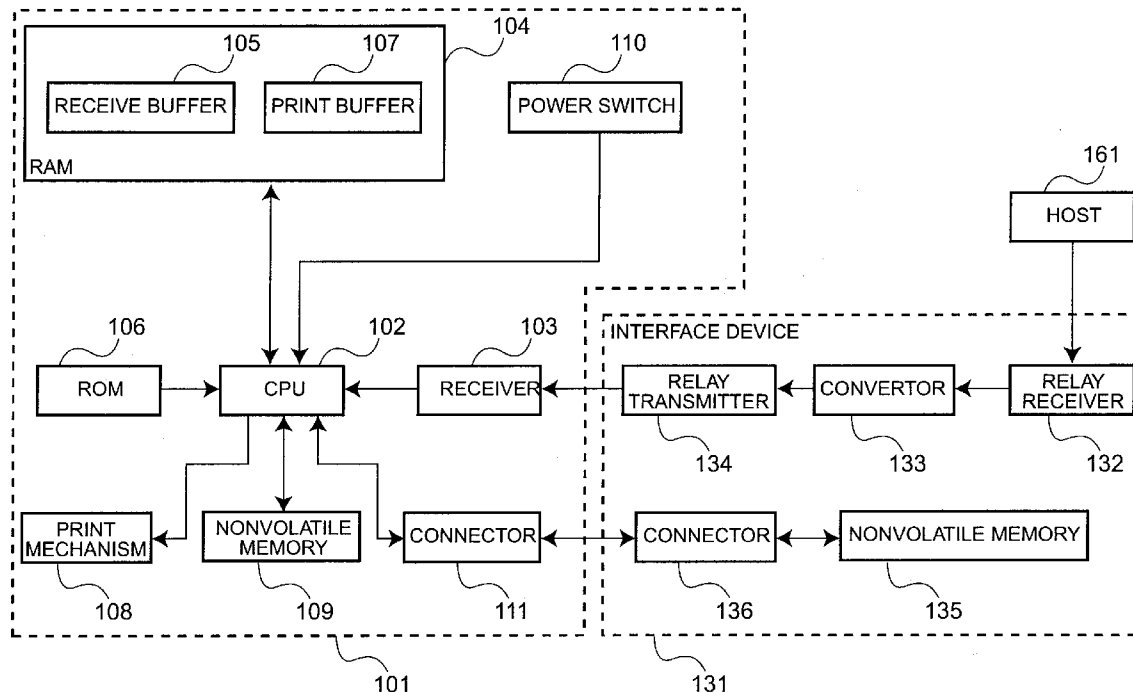 104
105
107
110
RECEIVE BUFFER
PRINT BUFFER
POWER SWITCH
RAM
161
HOST
INTERFACE DEVICE
106
102
103
ROM
CPU
RECEIVER
RELAY
TRANSMITTER
CONVERTOR
RELAY
RECEIVER
134
133
132
PRINT
MECHANISM
NONVOLATILE
MEMORY
CONNECTOR
CONNECTOR
NONVOLATILE MEMORY
108
109
111
136
135
101
131